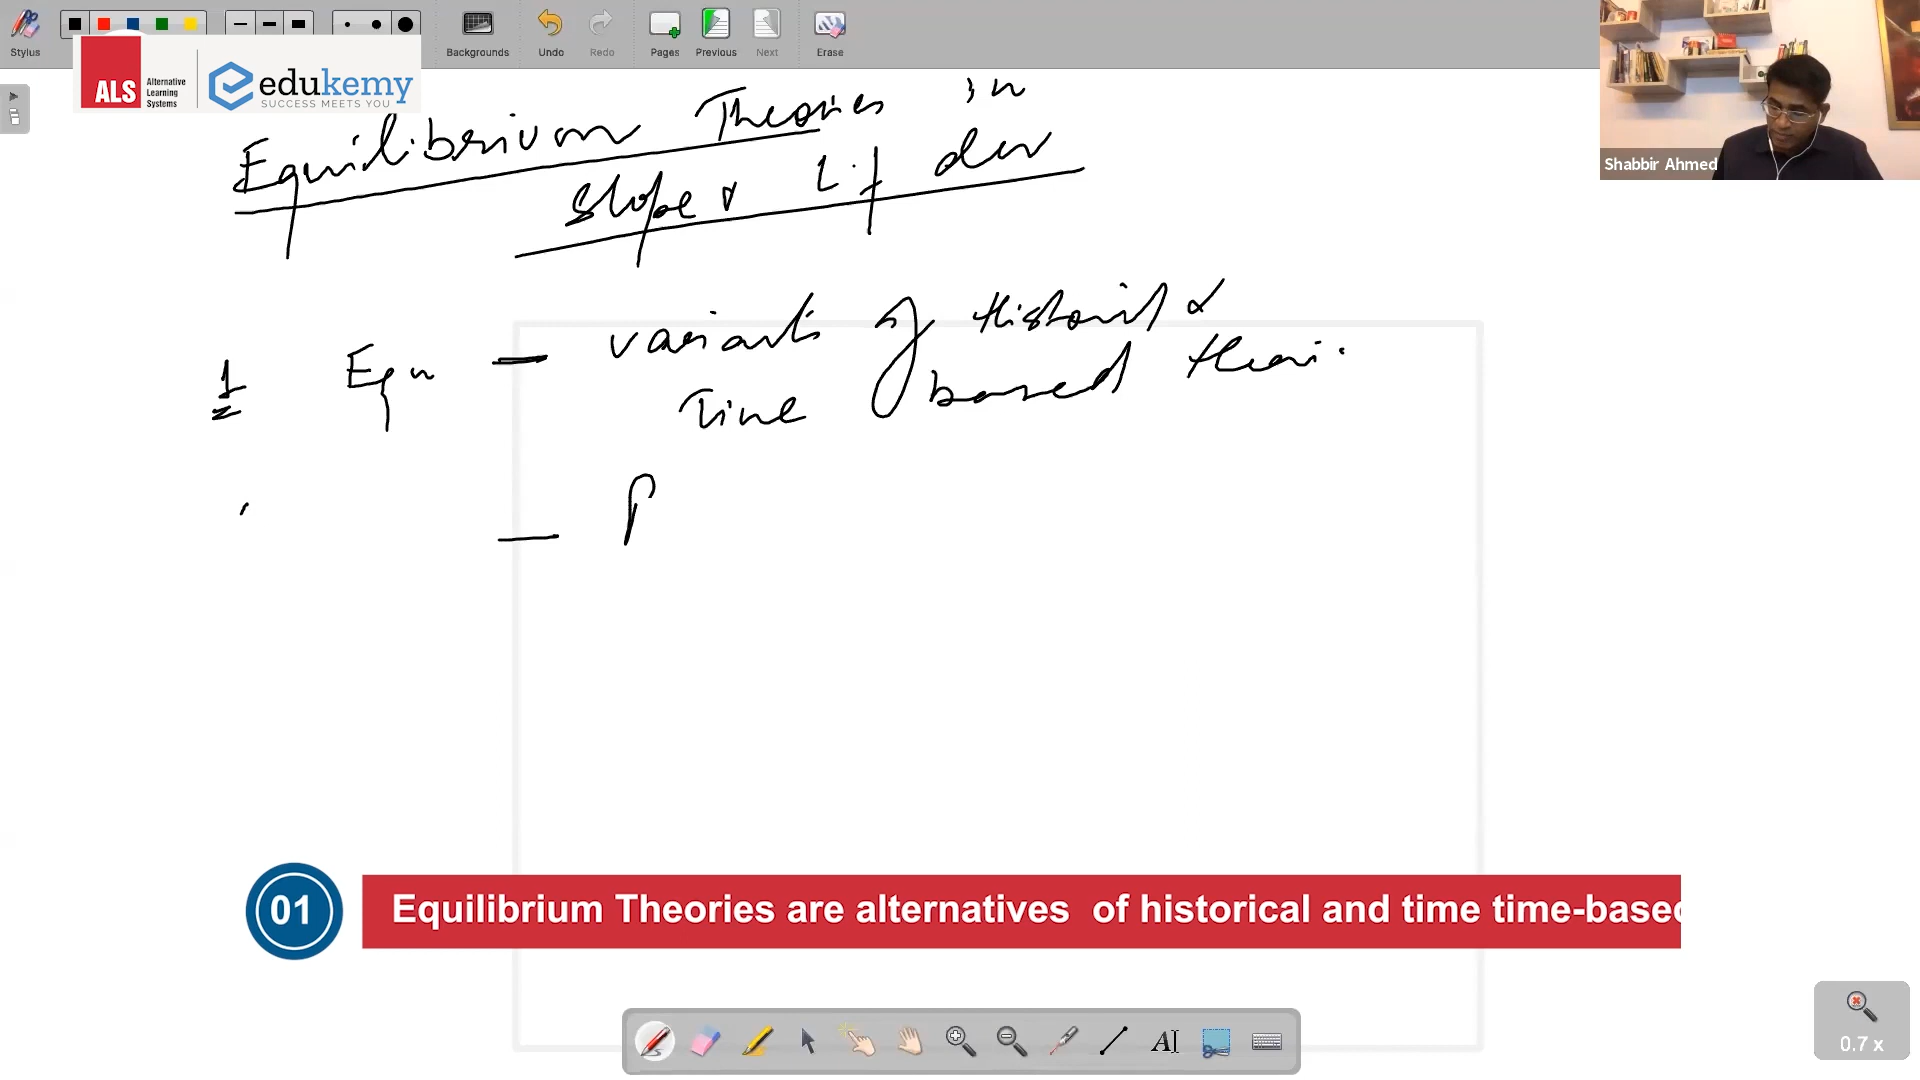 Stylus
Backgrounds
Undo
Redo
Pages
Previous
Next
Erase
ALS
Alternative
Learning
Systems
edukemy
SUCCESS MEETS YOU
Shabbir Ahmed
Equilibrium Theories in
Slope & L.f dev
1 Eqn — variants of Historical &
Time based theori.
— P
01
Equilibrium Theories are alternatives of historical and time time-based
0.7 x